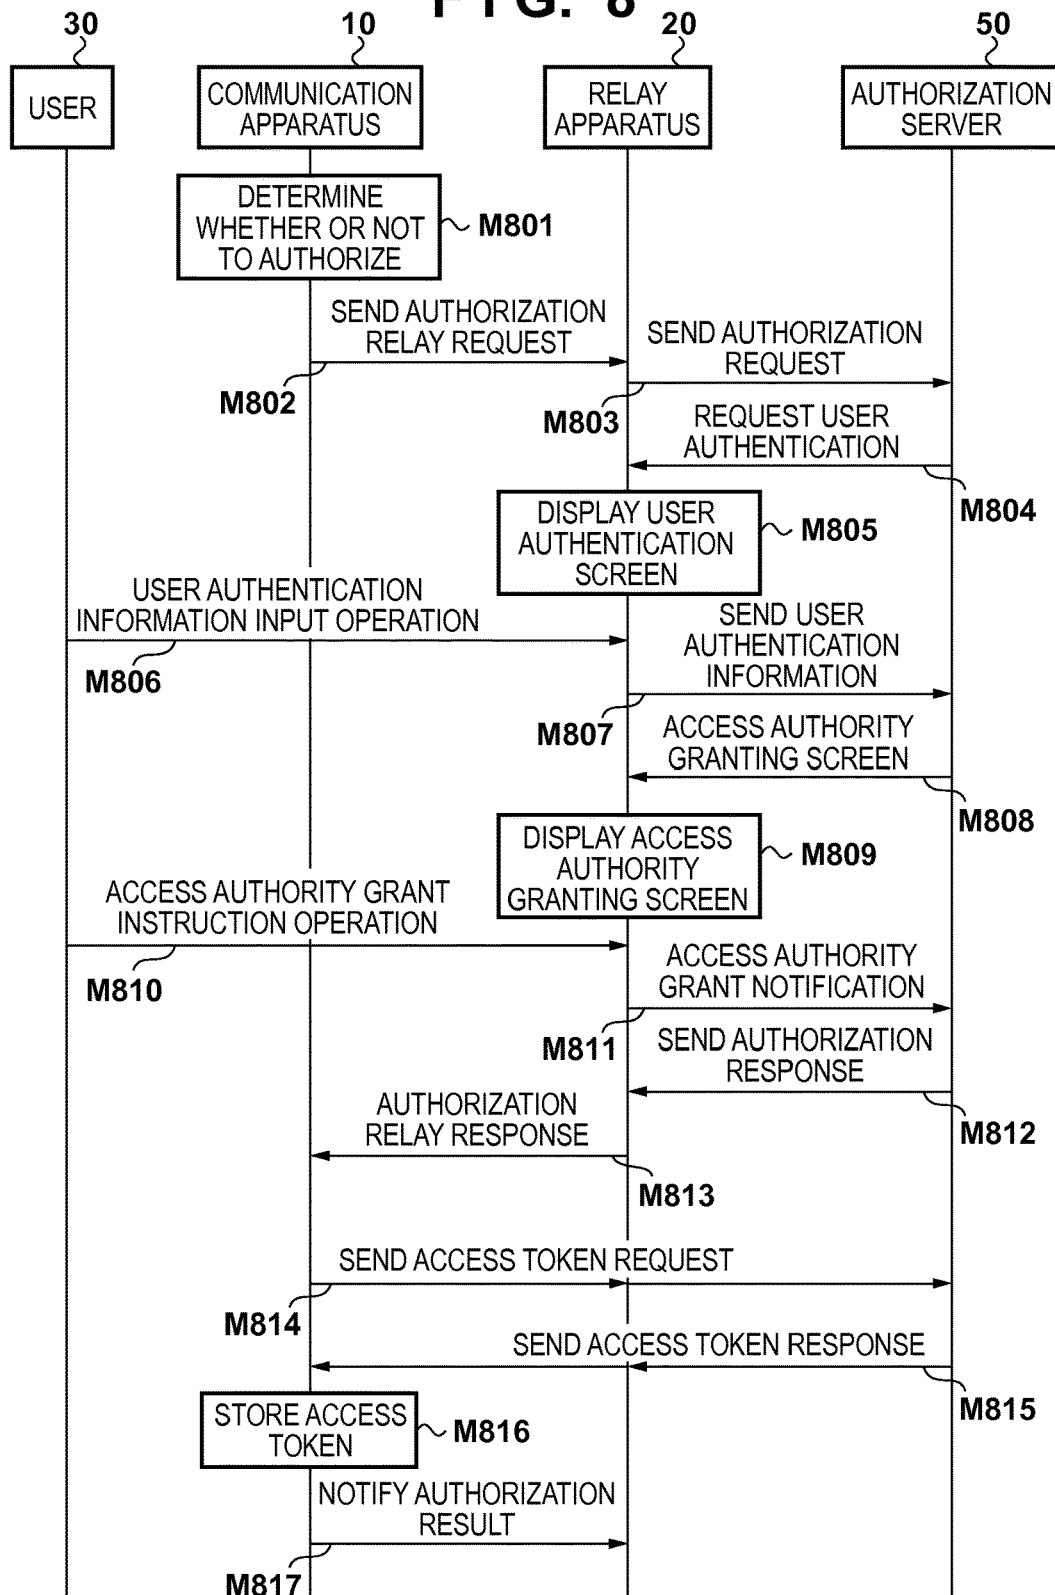 FIG. 8
30
10
20
50
USER
COMMUNICATION
APPARATUS
RELAY
APPARATUS
AUTHORIZATION
SERVER
DETERMINE
WHETHER OR NOT
TO AUTHORIZE
M801
SEND AUTHORIZATION
RELAY REQUEST
M802
SEND AUTHORIZATION
REQUEST
M803
REQUEST USER
AUTHENTICATION
M804
DISPLAY USER
AUTHENTICATION
SCREEN
M805
USER AUTHENTICATION
INFORMATION INPUT OPERATION
M806
SEND USER
AUTHENTICATION
INFORMATION
M807
ACCESS AUTHORITY
GRANTING SCREEN
M808
DISPLAY ACCESS
AUTHORITY
GRANTING SCREEN
M809
ACCESS AUTHORITY GRANT
INSTRUCTION OPERATION
M810
ACCESS AUTHORITY
GRANT NOTIFICATION
M811
SEND AUTHORIZATION
RESPONSE
M812
AUTHORIZATION
RELAY RESPONSE
M813
SEND ACCESS TOKEN REQUEST
M814
SEND ACCESS TOKEN RESPONSE
M815
STORE ACCESS
TOKEN
M816
NOTIFY AUTHORIZATION
RESULT
M817